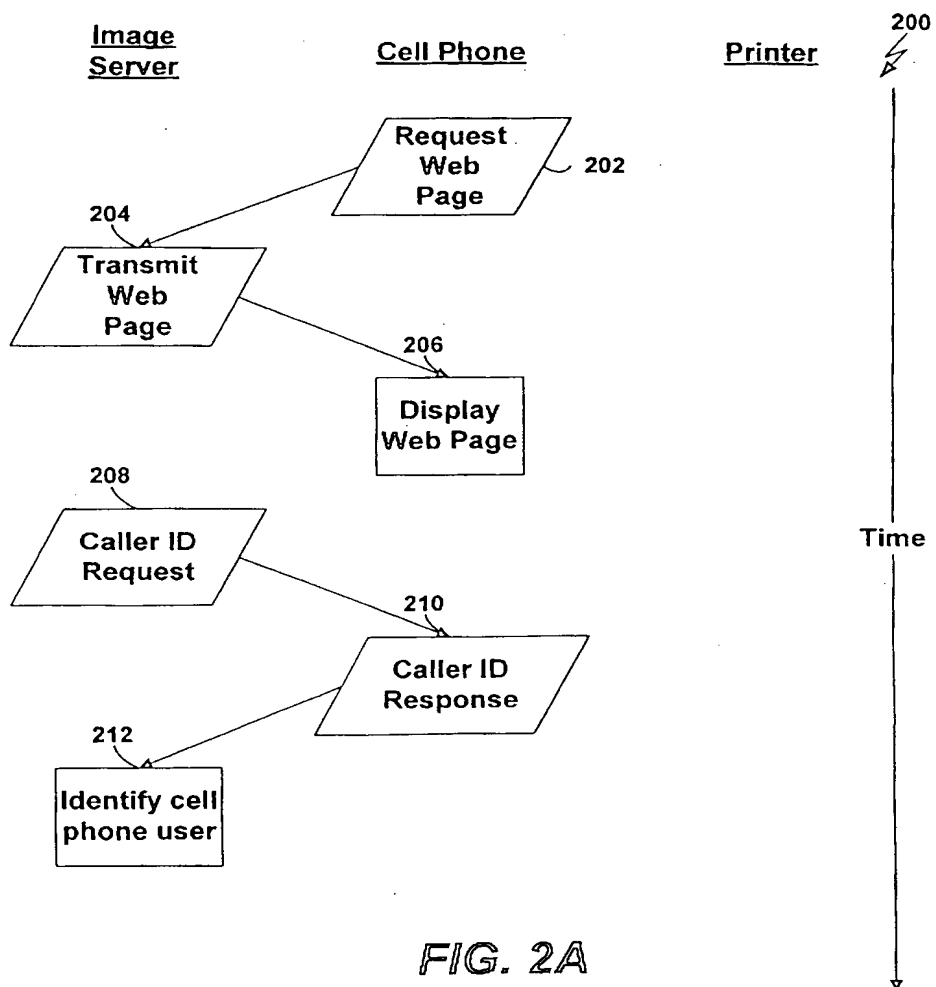 200
Image
Server
Cell Phone
Printer
Request
Web
Page
202
204
Transmit
Web
Page
206
Display
Web Page
208
Caller ID
Request
Time
210
Caller ID
Response
212
Identify cell
phone user
FIG. 2A